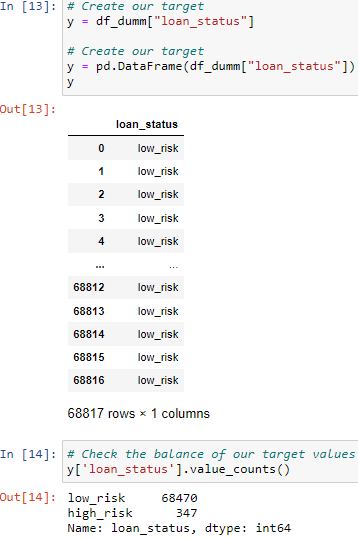 In [13]:
# Create our target
y = df_dumm["loan_status"]
# Create our target
y = pd.DataFrame(df_dumm["loan_status"])
y
Out[13]:
loan_status
0 low_risk
1 low_risk
2 low_risk
3 low_risk
4 low_risk
... ...
68812 low_risk
68813 low_risk
68814 low_risk
68815 low_risk
68816 low_risk
68817 rows × 1 columns
In [14]:
# Check the balance of our target values
y['loan_status'].value_counts()
Out[14]:
low_risk 68470
high_risk 347
Name: loan_status, dtype: int64